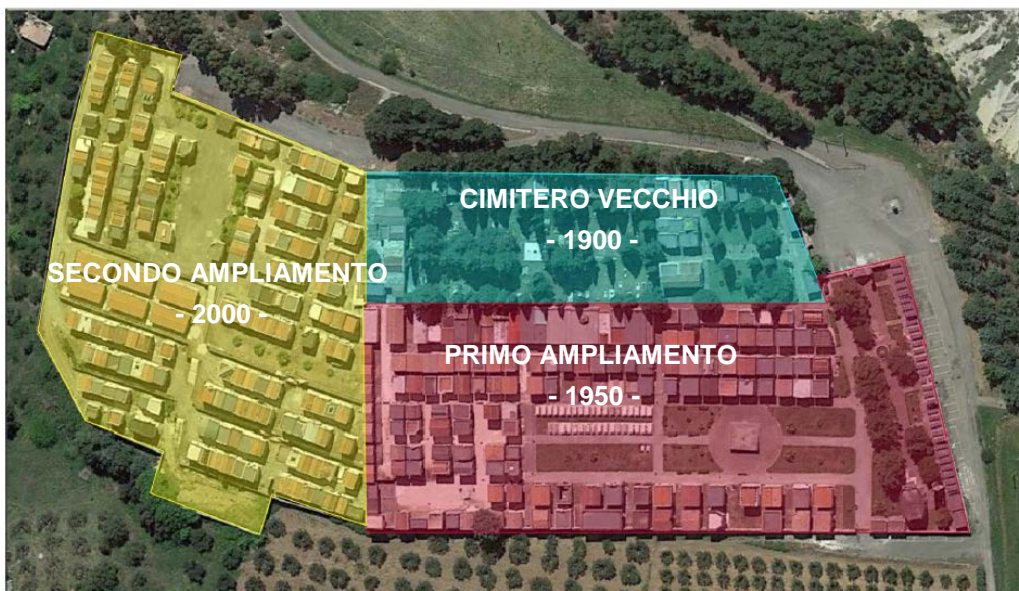 CIMITERO VECCHIO
- 1900 -
SECONDO AMPLIAMENTO
- 2000 -
PRIMO AMPLIAMENTO
- 1950 -